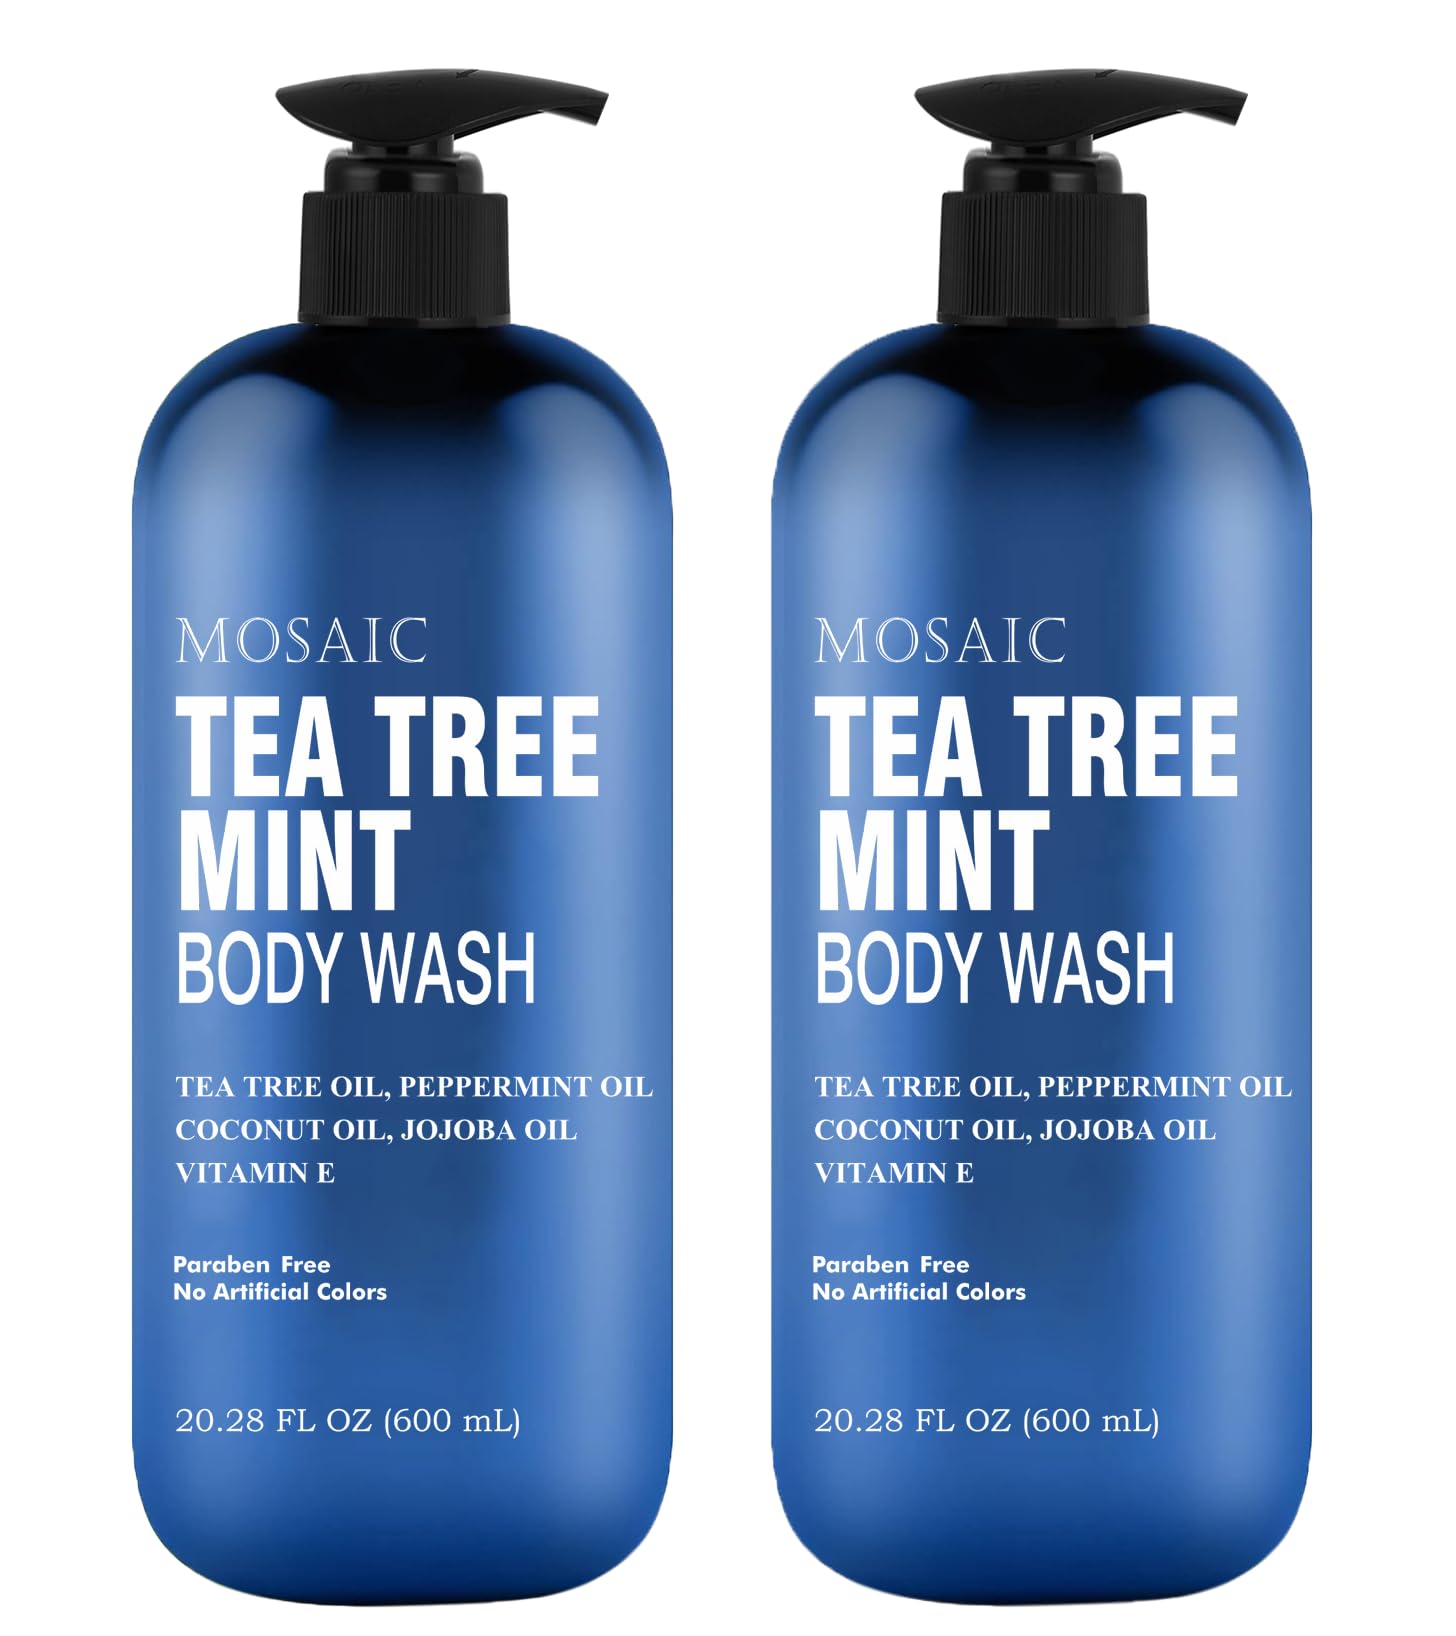 MOSAIC
TEA TREE
MINT
BODY WASH
TEA TREE OIL, PEPPERMINT OIL
COCONUT OIL, JOJOBA OIL
VITAMIN E
Paraben Free
No Artificial Colors
20.28 FL OZ (600 mL)
MOSAIC
TEA TREE
MINT
BODY WASH
TEA TREE OIL, PEPPERMINT OIL
COCONUT OIL, JOJOBA OIL
VITAMIN E
Paraben Free
No Artificial Colors
20.28 FL OZ (600 mL)